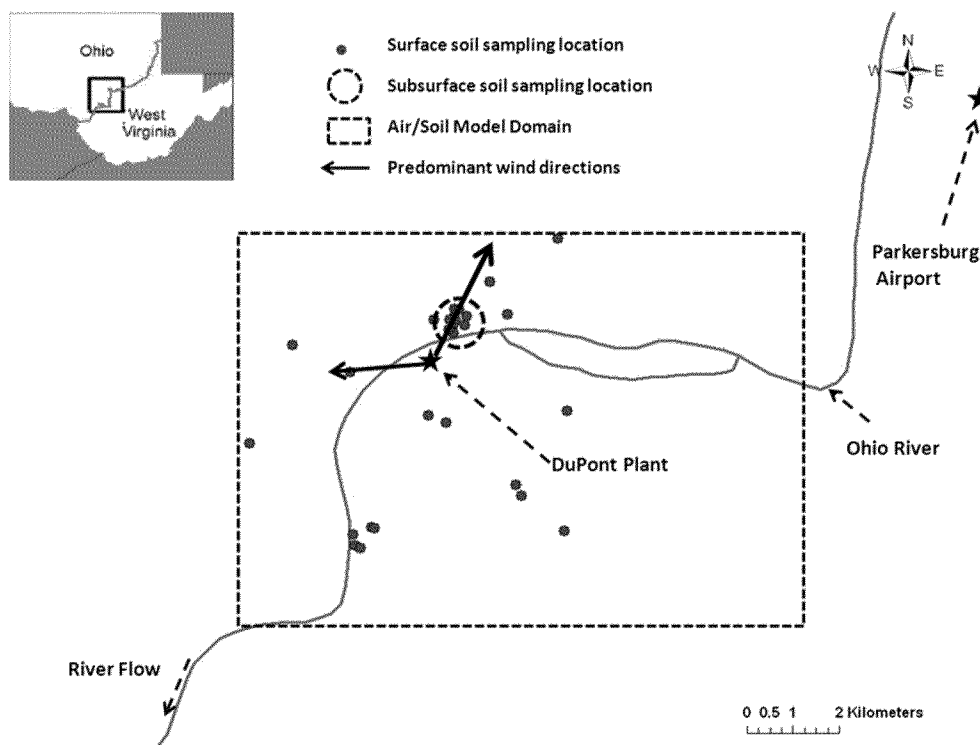 Ohio
West
Virginia
Surface soil sampling location
Subsurface soil sampling location
Air/Soil Model Domain
Predominant wind directions
N
W E
S
Parkersburg
Airport
Ohio River
DuPont Plant
River Flow
0 0.5 1 2 Kilometers